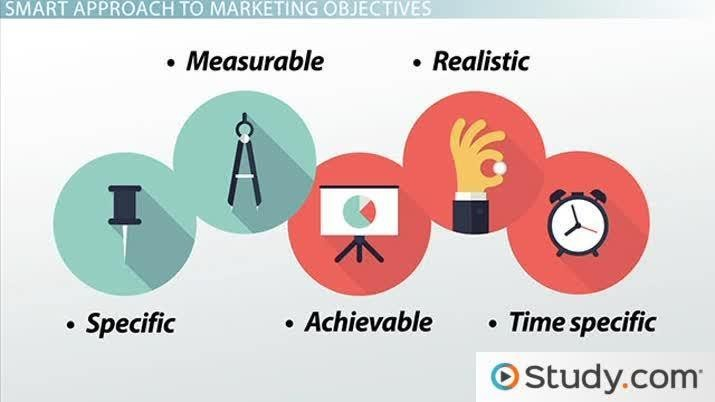 SMART APPROACH TO MARKETING OBJECTIVES
• Measurable
• Realistic
• Specific
• Achievable
• Time specific
Study.com